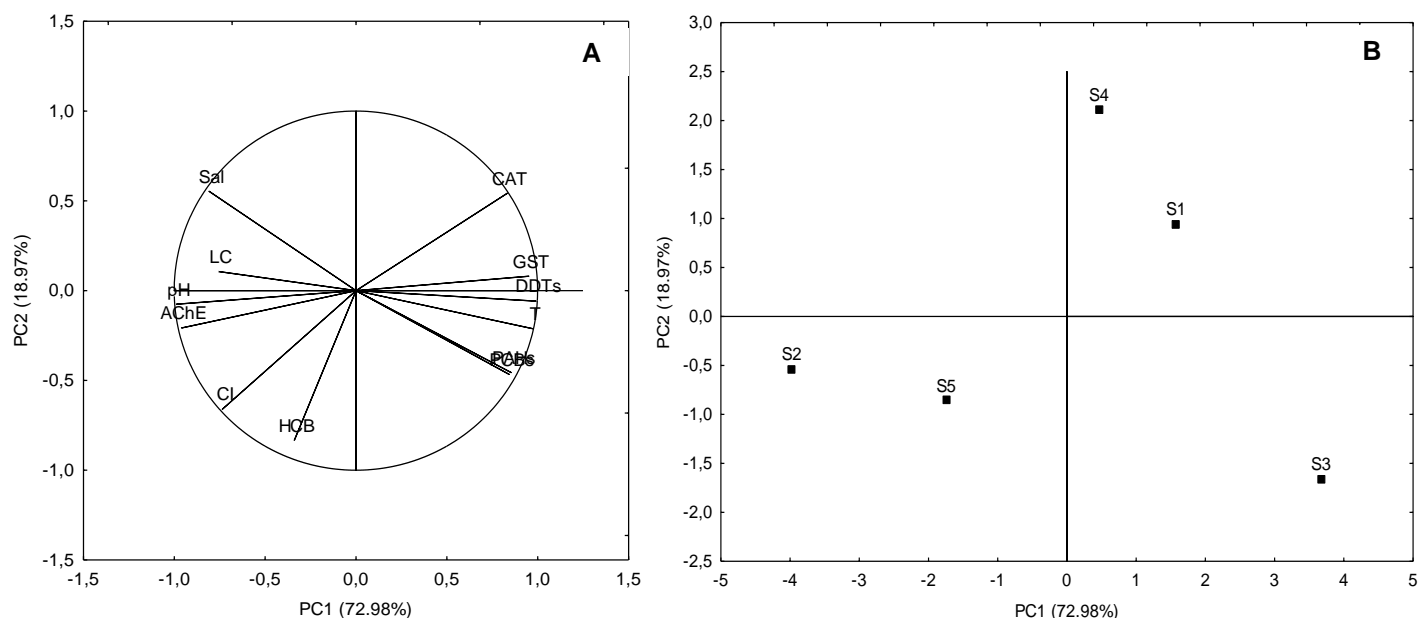 A
1,5
1,0
0,5
0,0
-0,5
-1,0
-1,5
-1,5
-1,0
-0,5
0,0
0,5
1,0
1,5
PC2 (18.97%)
PC1 (72.98%)
Sal
CAT
LC
GST
DDTs
pH
T
AChE
PAHs
PCBs
CI
HCB
B
3,0
2,5
2,0
1,5
1,0
0,5
0,0
-0,5
-1,0
-1,5
-2,0
-2,5
-5
-4
-3
-2
-1
0
1
2
3
4
5
PC2 (18.97%)
PC1 (72.98%)
S4
S1
S2
S5
S3